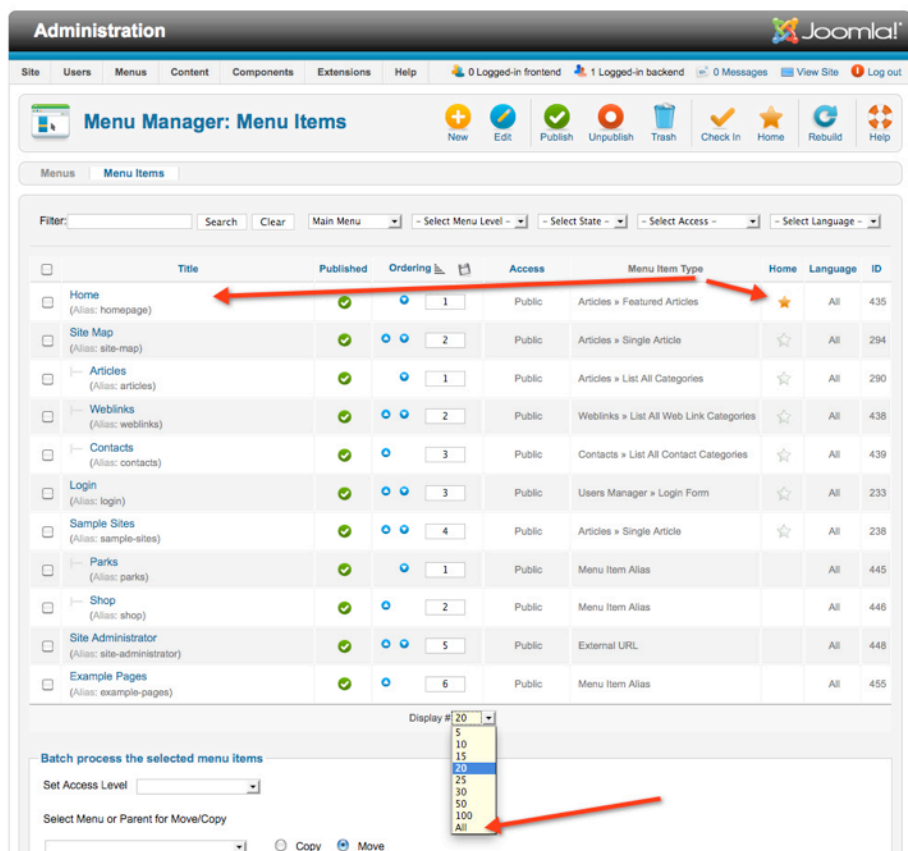 Administration
Joomla!
Site Users Menus Content Components Extensions Help 0 Logged-in frontend 1 Logged-in backend 0 Messages View Site Log out
Menu Manager: Menu Items
New Edit Publish Unpublish Trash Check In Home Rebuild Help
Menus Menu Items
Filter: Search Clear Main Menu - Select Menu Level - - Select State - - Select Access - - Select Language -
Title Published Ordering Access Menu Item Type Home Language ID
Home
(Alias: homepage)
1 Public Articles » Featured Articles All 435
Site Map
(Alias: site-map)
2 Public Articles » Single Article All 294
Articles
(Alias: articles)
1 Public Articles » List All Categories All 290
Weblinks
(Alias: weblinks)
2 Public Weblinks » List All Web Link Categories All 438
Contacts
(Alias: contacts)
3 Public Contacts » List All Contact Categories All 439
Login
(Alias: login)
3 Public Users Manager » Login Form All 233
Sample Sites
(Alias: sample-sites)
4 Public Articles » Single Article All 238
Parks
(Alias: parks)
1 Public Menu Item Alias All 445
Shop
(Alias: shop)
2 Public Menu Item Alias All 446
Site Administrator
(Alias: site-administrator)
5 Public External URL All 448
Example Pages
(Alias: example-pages)
6 Public Menu Item Alias All 455
Display # 20
5
10
15
20
25
30
50
100
All
Batch process the selected menu items
Set Access Level
Select Menu or Parent for Move/Copy
Copy Move